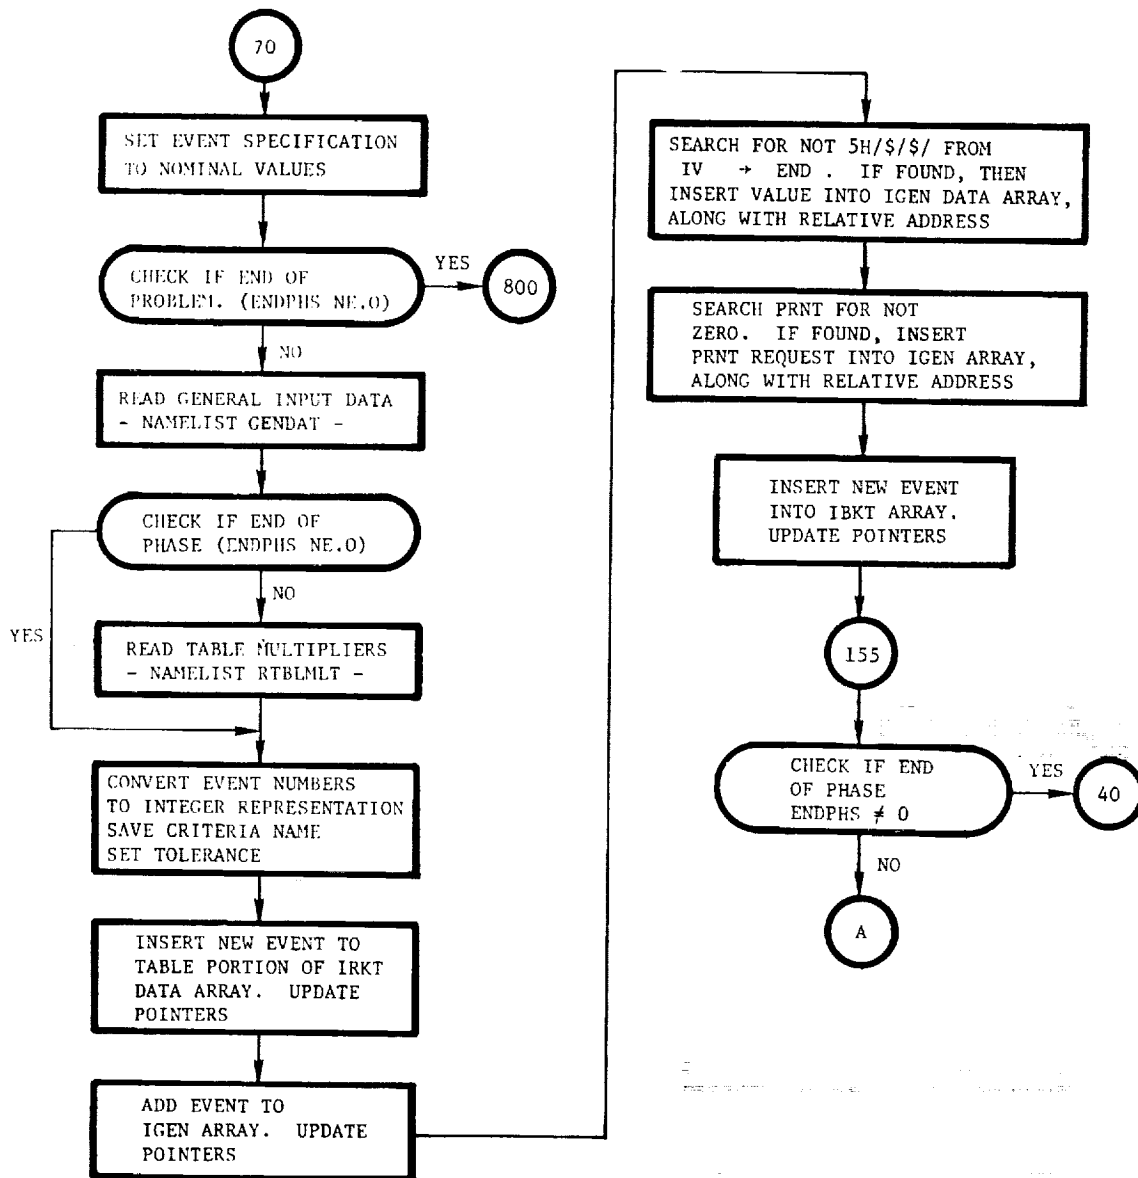 70
SET EVENT SPECIFICATION
TO NOMINAL VALUES
CHECK IF END OF
PROBLEM. (ENDPHS NE.0)
YES
800
NO
READ GENERAL INPUT DATA
- NAMELIST GENDAT -
CHECK IF END OF
PHASE (ENDPHS NE.0)
NO
YES
READ TABLE MULTIPLIERS
- NAMELIST RTBLMLT -
CONVERT EVENT NUMBERS
TO INTEGER REPRESENTATION
SAVE CRITERIA NAME
SET TOLERANCE
INSERT NEW EVENT TO
TABLE PORTION OF IRKT
DATA ARRAY. UPDATE
POINTERS
ADD EVENT TO
IGEN ARRAY. UPDATE
POINTERS
SEARCH FOR NOT 5H/$/$/ FROM
IV → END . IF FOUND, THEN
INSERT VALUE INTO IGEN DATA ARRAY,
ALONG WITH RELATIVE ADDRESS
SEARCH PRNT FOR NOT
ZERO. IF FOUND, INSERT
PRNT REQUEST INTO IGEN ARRAY,
ALONG WITH RELATIVE ADDRESS
INSERT NEW EVENT
INTO IBKT ARRAY.
UPDATE POINTERS
155
CHECK IF END
OF PHASE
ENDPHS ≠ 0
YES
40
NO
A